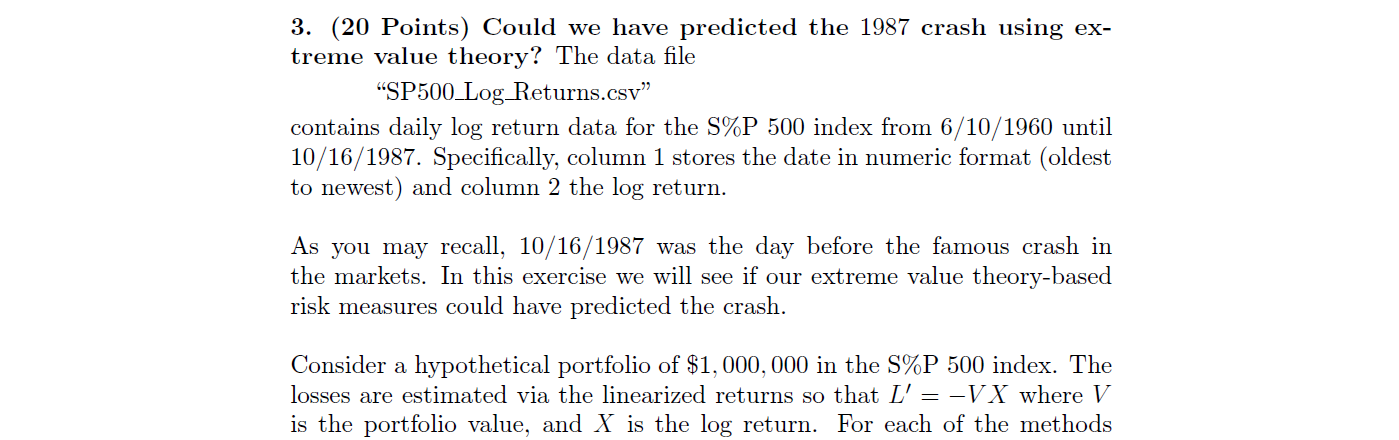 3. (20 Points) Could we have predicted the 1987 crash using ex-
treme value theory? The data file
“SP500_Log_Returns.csv”
contains daily log return data for the S%P 500 index from 6/10/1960 until
10/16/1987. Specifically, column 1 stores the date in numeric format (oldest
to newest) and column 2 the log return.
As you may recall, 10/16/1987 was the day before the famous crash in
the markets. In this exercise we will see if our extreme value theory-based
risk measures could have predicted the crash.
Consider a hypothetical portfolio of $1, 000, 000 in the S%P 500 index. The
losses are estimated via the linearized returns so that L′ = −VX where V
is the portfolio value, and X is the log return. For each of the methods